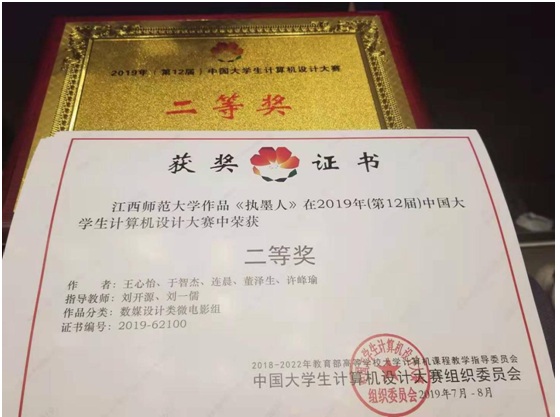 2019年（第12届）中国大学生计算机设计大赛
二等奖
获奖 证书
江西师范大学作品《执墨人》在2019年(第12届)中国大
学生计算机设计大赛中荣获
二等奖
作 者：王心怡、于智杰、连晨、董泽生、许峰瑜
指导教师：刘开源、刘一儒
作品分类：数媒设计类微电影组
证书编号：2019-62100
2018-2022年教育部高等学校大学计算机课程教学指导委员会
中国大学生计算机设计大赛组织委员会
2019年7月-8月
组织委员会